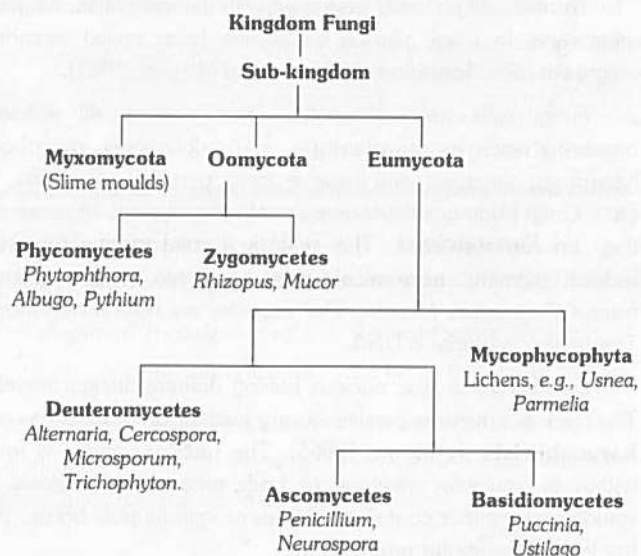 Kingdom Fungi
Sub-kingdom
Myxomycota
(Slime moulds)
Oomycota
Eumycota
Phycomycetes
Phytophthora,
Albugo, Pythium
Zygomycetes
Rhizopus, Mucor
Mycophycophyta
Lichens, e.g., Usnea,
Parmelia
Deuteromycetes
Alternaria, Cercospora,
Microsporum,
Trichophyton.
Ascomycetes
Penicillium,
Neurospora
Basidiomycetes
Puccinia,
Ustilago